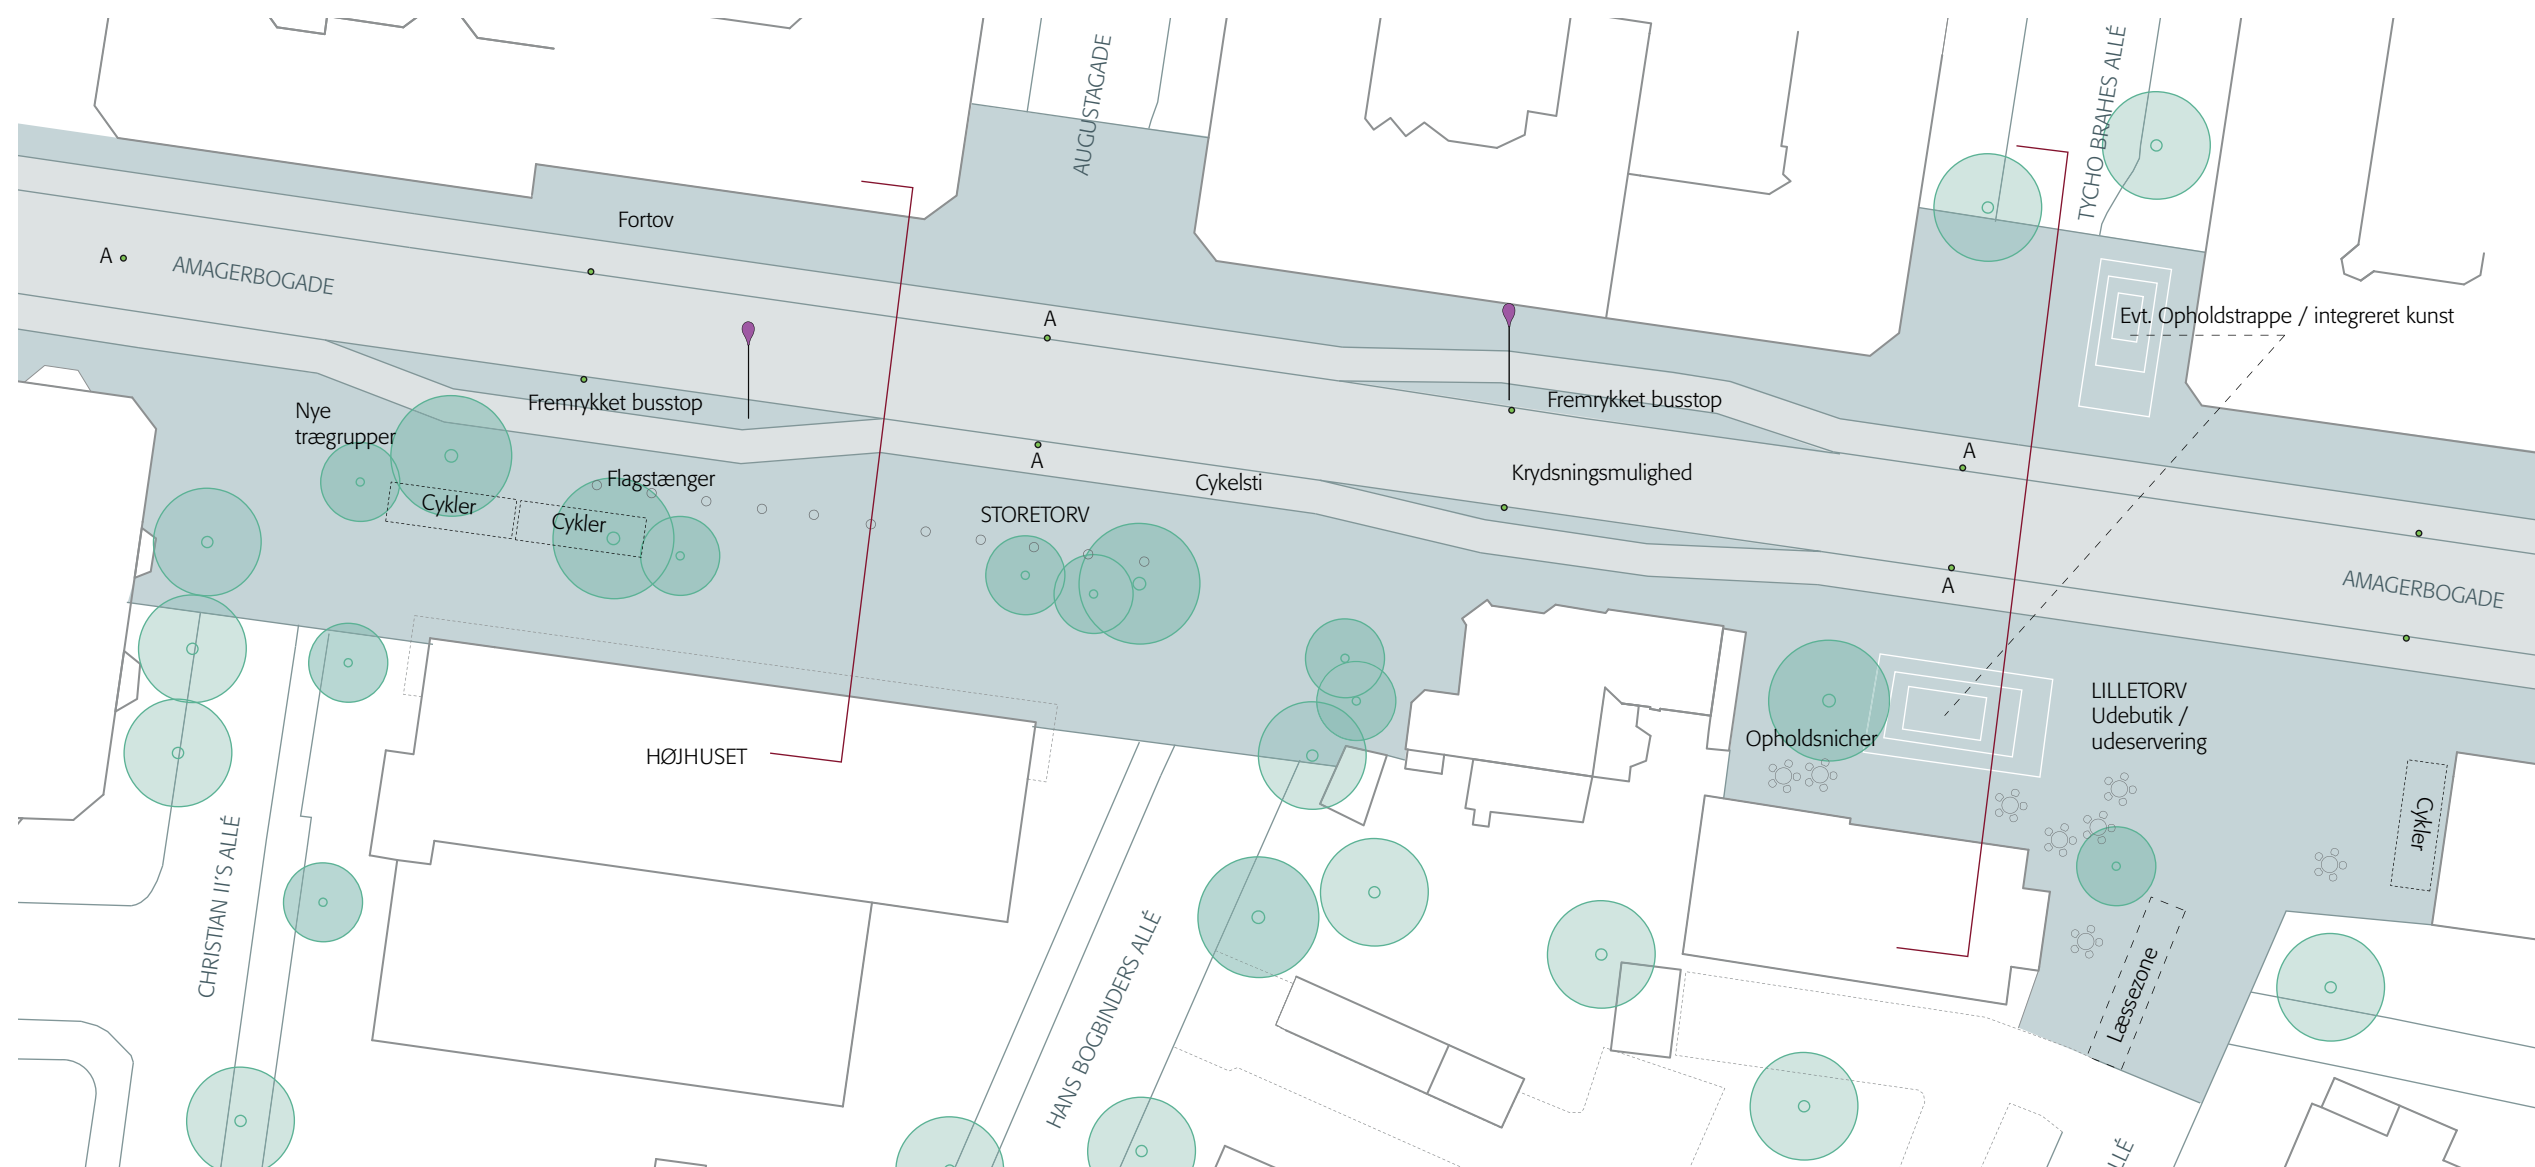 AUGUSTAGADE
TYCHO BRAHES ALLÉ
Fortov
A
AMAGERBOGADE
A
Evt. Opholdstrappe / integreret kunst
Nye
trægrupper
Fremrykket busstop
Fremrykket busstop
A
A
Flagstænger
Cykelsti
Krydsningsmulighed
Cykler
Cykler
STORETORV
A
AMAGERBOGADE
LILLETORV
Udebutik /
udeservering
Opholdsnicher
HØJHUSET
Cykler
CHRISTIAN II'S ALLÉ
HANS BOGBINDERS ALLÉ
Læssezone
LLÉ